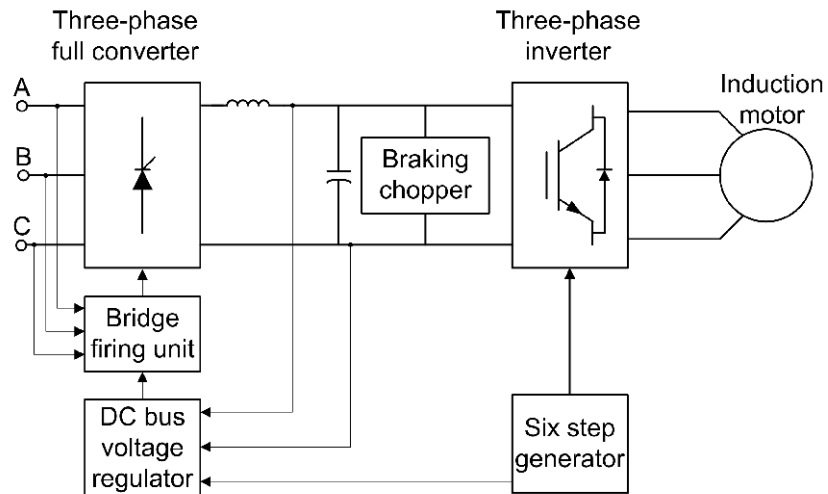 Three-phase
full converter
Three-phase
inverter
Induction
motor
A
B
C
Braking
chopper
Bridge
firing unit
DC bus
voltage
regulator
Six step
generator